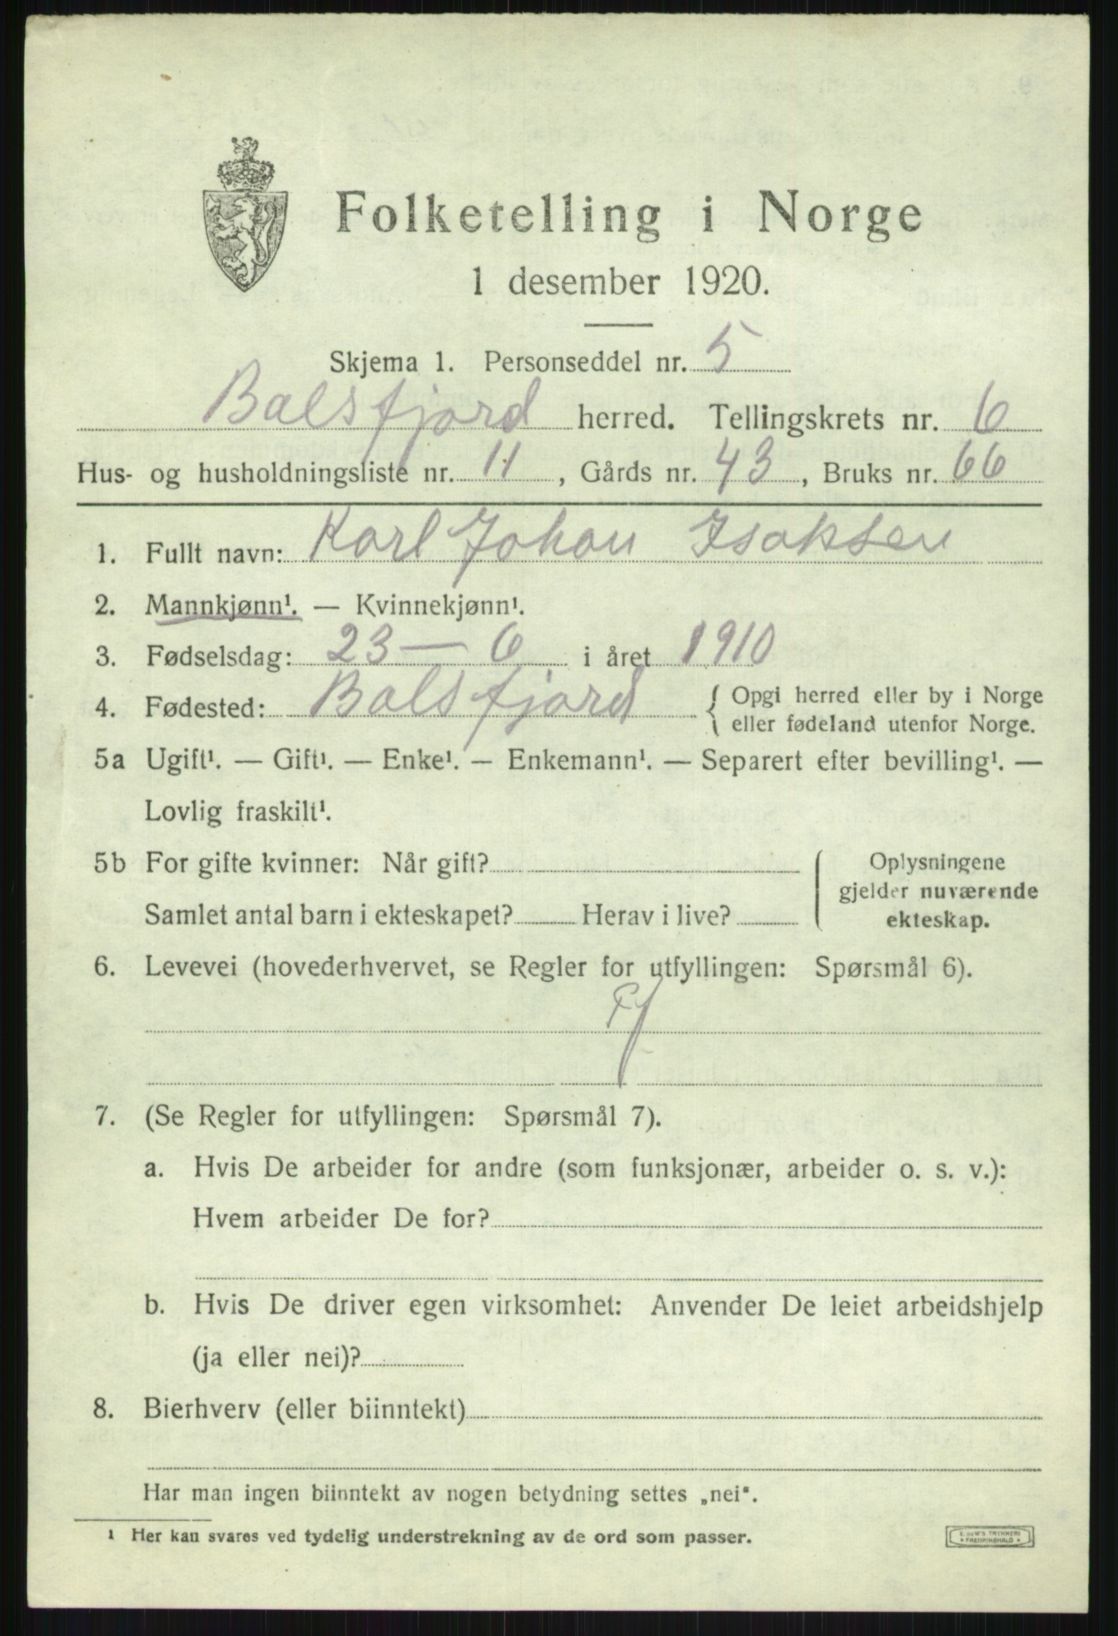 Folketelling i Norge
1 desember 1920.
Skjema 1. Personseddel nr. 5
Balsfjord herred. Tellingskrets nr. 6
Hus- og husholdningsliste nr. 11, Gårds nr. 43, Bruks nr. 66
1. Fullt navn: Karl Johan Isaksen
2. Mannkjønn¹. — Kvinnekjønn¹.
3. Fødselsdag: 23 — 6 i året 1910
4. Fødested: Balsfjord { Opgi herred eller by i Norge
eller fødeland utenfor Norge.
5a Ugift¹. — Gift¹. — Enke¹. — Enkemann¹. — Separert efter bevilling¹. —
Lovlig fraskilt¹.
5b For gifte kvinner: Når gift?
Samlet antal barn i ekteskapet? Herav i live?
Oplysningene
gjelder nuværende
ekteskap.
6. Levevei (hovederhvervet, se Regler for utfyllingen: Spørsmål 6).
7. (Se Regler for utfyllingen: Spørsmål 7).
a. Hvis De arbeider for andre (som funksjonær, arbeider o. s. v.):
Hvem arbeider De for?
b. Hvis De driver egen virksomhet: Anvender De leiet arbeidshjelp
(ja eller nei)?
8. Bierhverv (eller biinntekt)
Har man ingen biinntekt av nogen betydning settes „nei“.
¹ Her kan svares ved tydelig understrekning av de ord som passer.